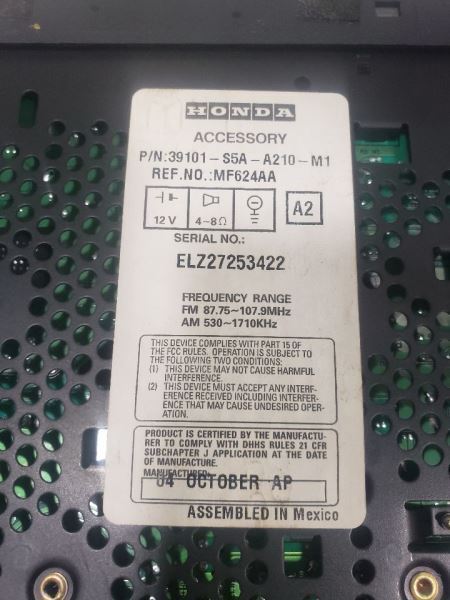 HONDA
ACCESSORY
P/N:39101-S5A-A210-M1
REF.NO.:MF624AA
12 V 4~8Ω A2
SERIAL NO.:
ELZ27253422
FREQUENCY RANGE
FM 87.75~107.9MHz
AM 530~1710KHz
THIS DEVICE COMPLIES WITH PART 15 OF
THE FCC RULES. OPERATION IS SUBJECT TO
THE FOLLOWING TWO CONDITIONS:
(1) THIS DEVICE MAY NOT CAUSE HARMFUL
INTERFERENCE.
(2) THIS DEVICE MUST ACCEPT ANY INTERF-
ERENCE RECEIVED INCLUDING INTERFER-
ENCE THAT MAY CAUSE UNDESIRED OPER-
ATION.
PRODUCT IS CERTIFIED BY THE MANUFACTU-
RER TO COMPLY WITH DHHS RULES 21 CFR
SUBCHAPTER J APPLICATION AT THE DATE
OF MANUFACTURE.
MANUFACTURED:
04 OCTOBER AP
ASSEMBLED IN Mexico